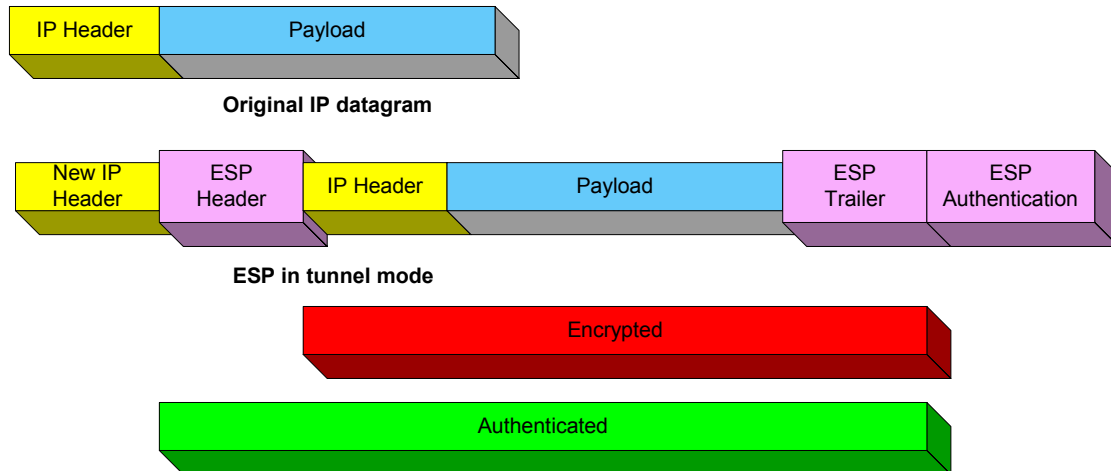 IP Header
Payload
Original IP datagram
New IP
Header
ESP
Header
IP Header
Payload
ESP
Trailer
ESP
Authentication
ESP in tunnel mode
Encrypted
Authenticated